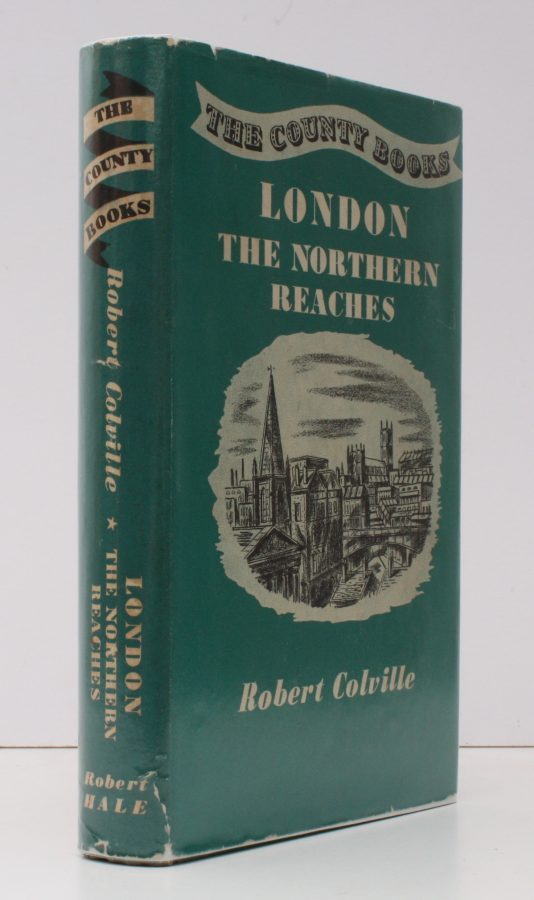 THE COUNTY BOOKS
LONDON
THE NORTHERN
REACHES
Robert Colville
THE
COUNTY
BOOKS
Robert Colville * LONDON
THE NORTHERN
REACHES
Robert
HALE